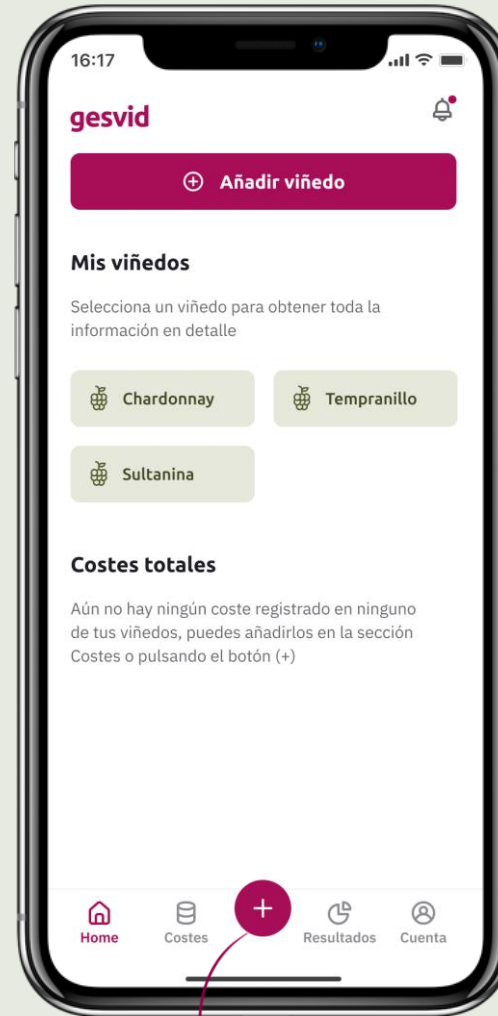 16:17
gesvid
Añadir viñedo
Mis viñedos
Selecciona un viñedo para obtener toda la
información en detalle
Chardonnay
Tempranillo
Sultanina
Costes totales
Aún no hay ningún coste registrado en ninguno
de tus viñedos, puedes añadirlos en la sección
Costes o pulsando el botón (+)
Home
Costes
Resultados
Cuenta